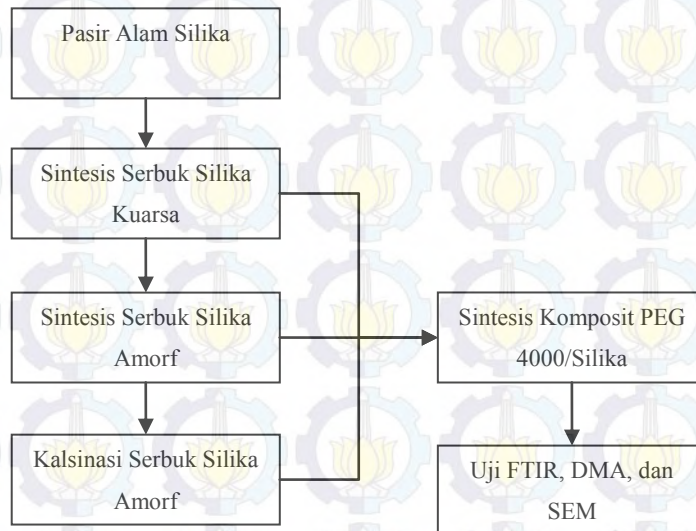 Pasir Alam Silika
Sintesis Serbuk Silika
Kuarsa
Sintesis Serbuk Silika
Amorf
Kalsinasi Serbuk Silika
Amorf
Sintesis Komposit PEG
4000/Silika
Uji FTIR, DMA, dan
SEM